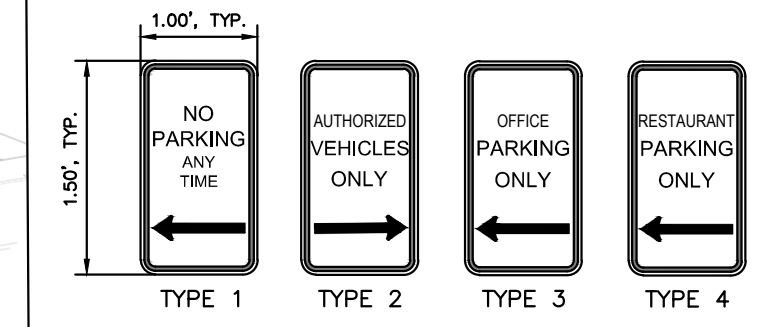 1.00', TYP.
1.50', TYP.
NO
PARKING
ANY
TIME
TYPE 1
AUTHORIZED
VEHICLES
ONLY
TYPE 2
OFFICE
PARKING
ONLY
TYPE 3
RESTAURANT
PARKING
ONLY
TYPE 4